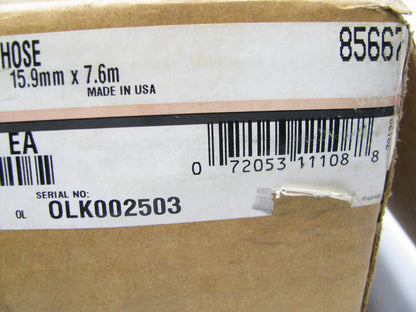 HOSE
85667
15.9mm x 7.6m
MADE IN USA
EA
0 72053 11108 8
SERIAL NO:
OL OLK002503